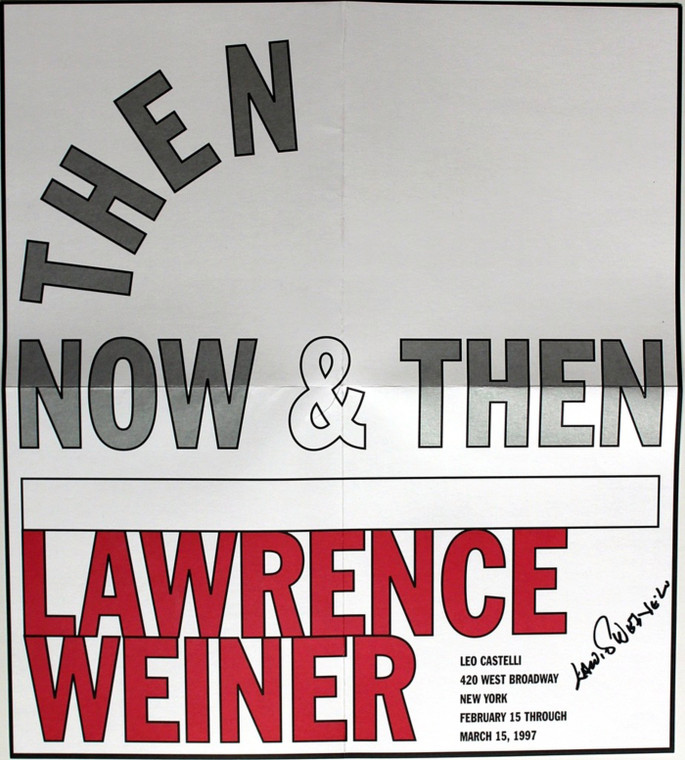 THEN
NOW & THEN
LAWRENCE
WEINER
LEO CASTELLI
420 WEST BROADWAY
NEW YORK
FEBRUARY 15 THROUGH
MARCH 15, 1997